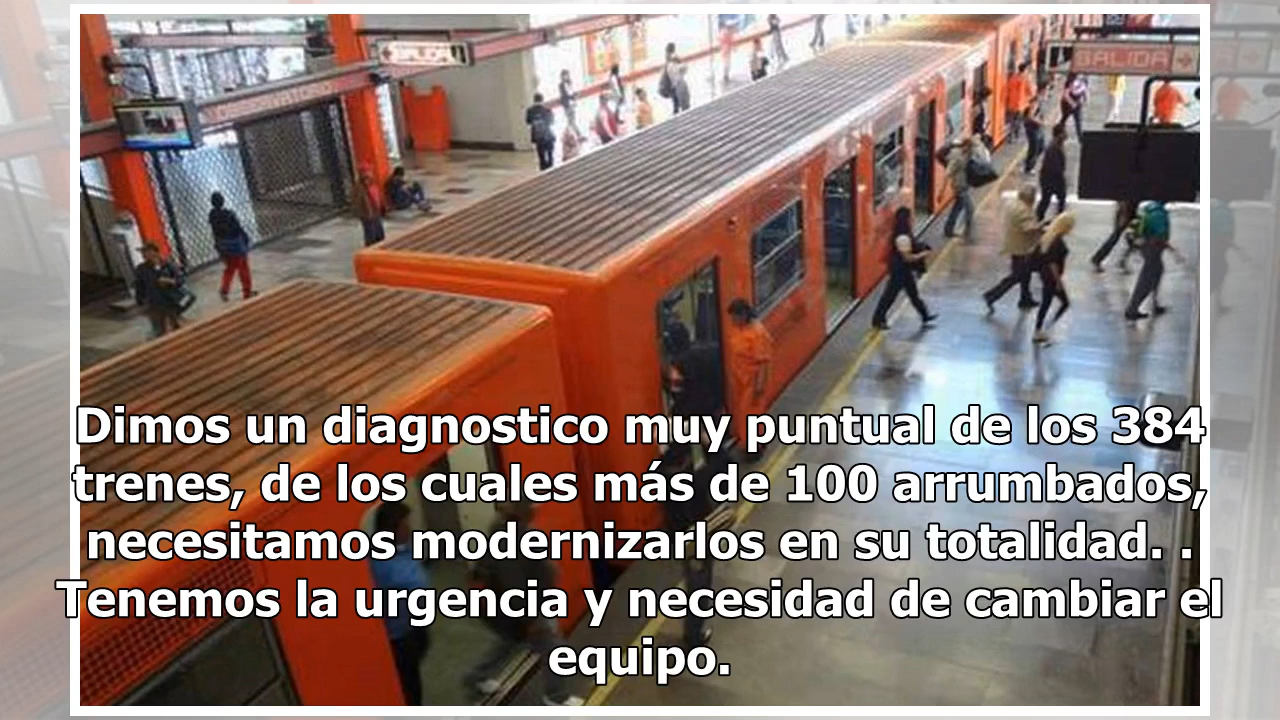 SALIDA
OBSERVATORIO
SALIDA
Dimos un diagnostico muy puntual de los 384
trenes, de los cuales más de 100 arrumbados,
necesitamos modernizarlos en su totalidad. .
Tenemos la urgencia y necesidad de cambiar el
equipo.